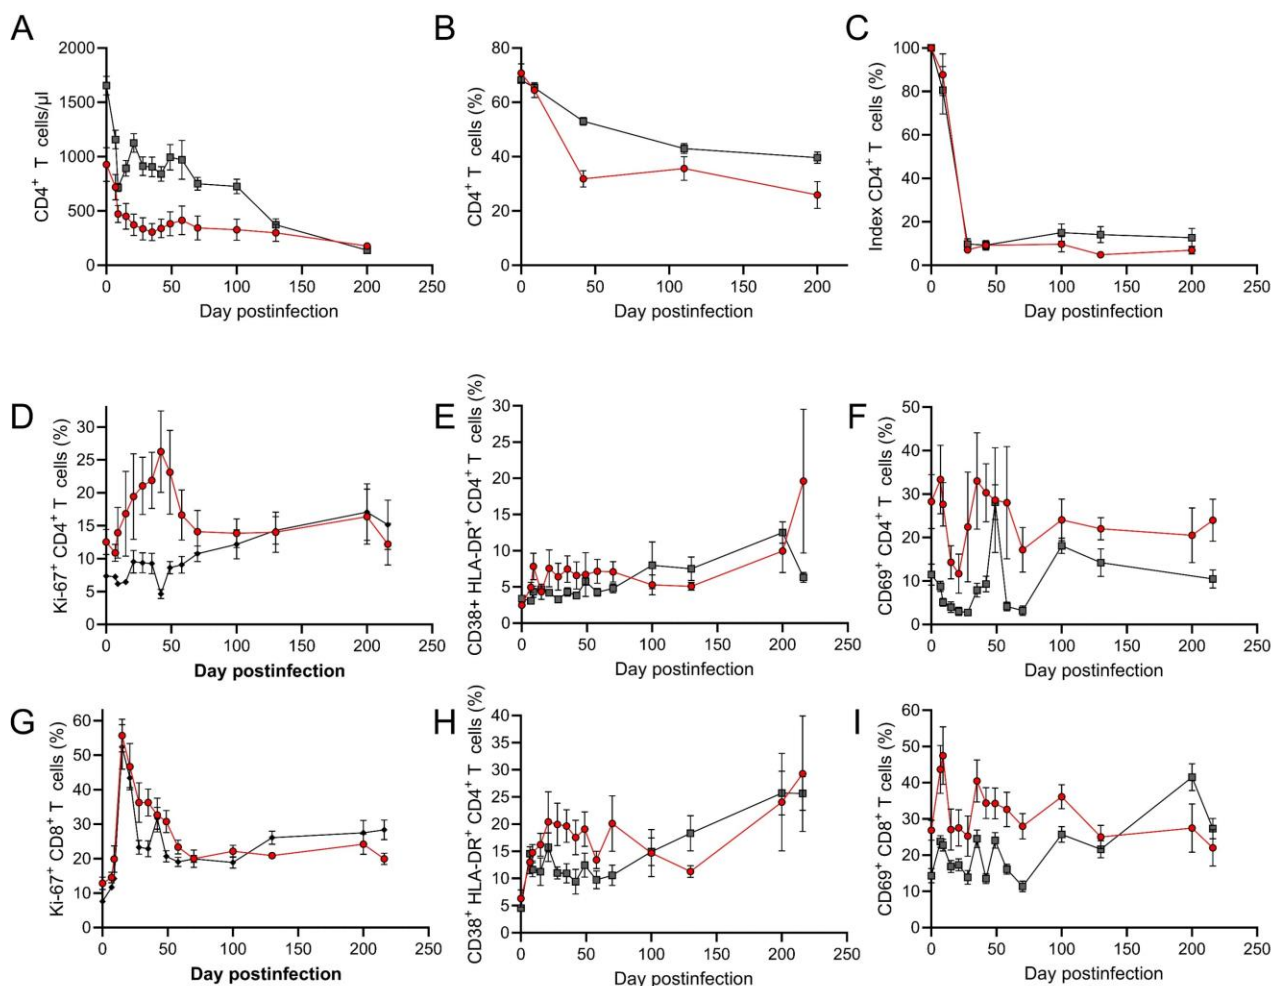 A
CD4+ T cells/µl
2000
1500
1000
500
0
0 50 100 150 200 250
Day postinfection
B
CD4+ T cells (%)
80
60
40
20
0
0 50 100 150 200
Day postinfection
C
Index CD4+ T cells (%)
100
80
60
40
20
0
0 50 100 150 200 250
Day postinfection
D
Ki-67+ CD4+ T cells (%)
30
25
20
15
10
5
0
0 50 100 150 200 250
Day postinfection
E
CD38+ HLA-DR+ CD4+ T cells (%)
30
25
20
15
10
5
0
0 50 100 150 200 250
Day postinfection
F
CD69+ CD4+ T cells (%)
50
40
30
20
10
0
0 50 100 150 200 250
Day postinfection
G
Ki-67+ CD8+ T cells (%)
60
50
40
30
20
10
0
0 50 100 150 200 250
Day postinfection
H
CD38+ HLA-DR+ CD4+ T cells (%)
40
35
30
25
20
15
10
5
0
0 50 100 150 200 250
Day postinfection
I
CD69+ CD8+ T cells (%)
60
50
40
30
20
10
0
0 50 100 150 200 250
Day postinfection